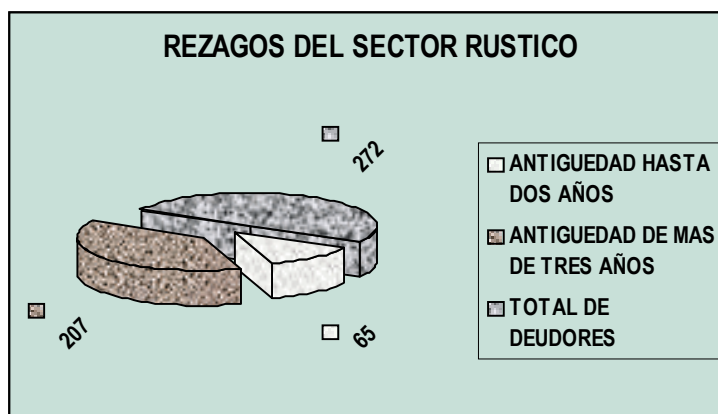 REZAGOS DEL SECTOR RUSTICO
272
207
65
ANTIGUEDAD HASTA
DOS AÑOS
ANTIGUEDAD DE MAS
DE TRES AÑOS
TOTAL DE
DEUDORES